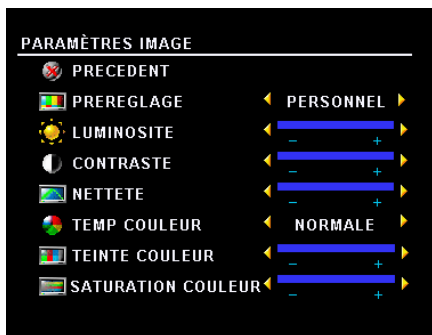 PARAMÈTRES IMAGE
PRECEDENT
PREREGLAGE PERSONNEL
LUMINOSITE
- +
CONTRASTE
- +
NETTETE
- +
TEMP COULEUR NORMALE
TEINTE COULEUR
- +
SATURATION COULEUR
- +